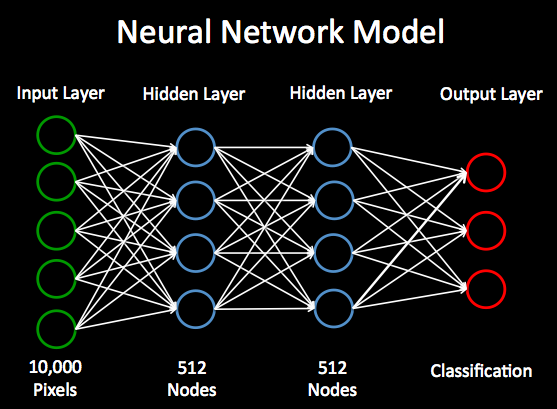 Neural Network Model
Input Layer
Hidden Layer
Hidden Layer
Output Layer
10,000
Pixels
512
Nodes
512
Nodes
Classification